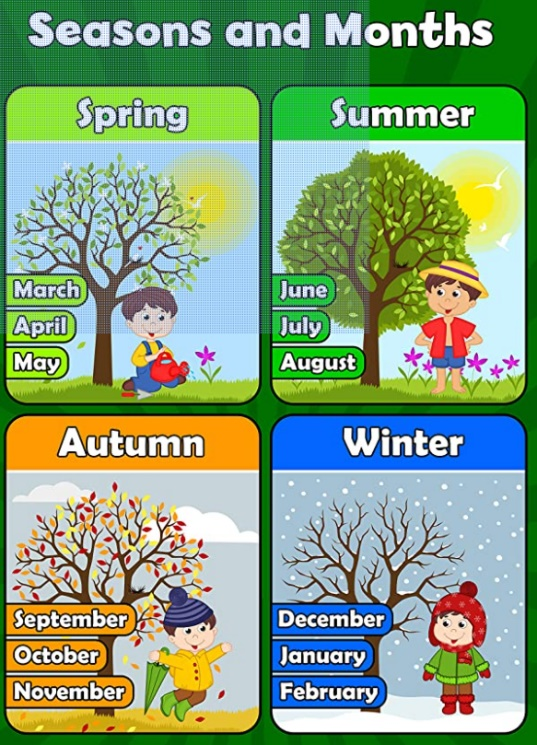 Seasons and Months
Spring
March
April
May
Summer
June
July
August
Autumn
September
October
November
Winter
December
January
February